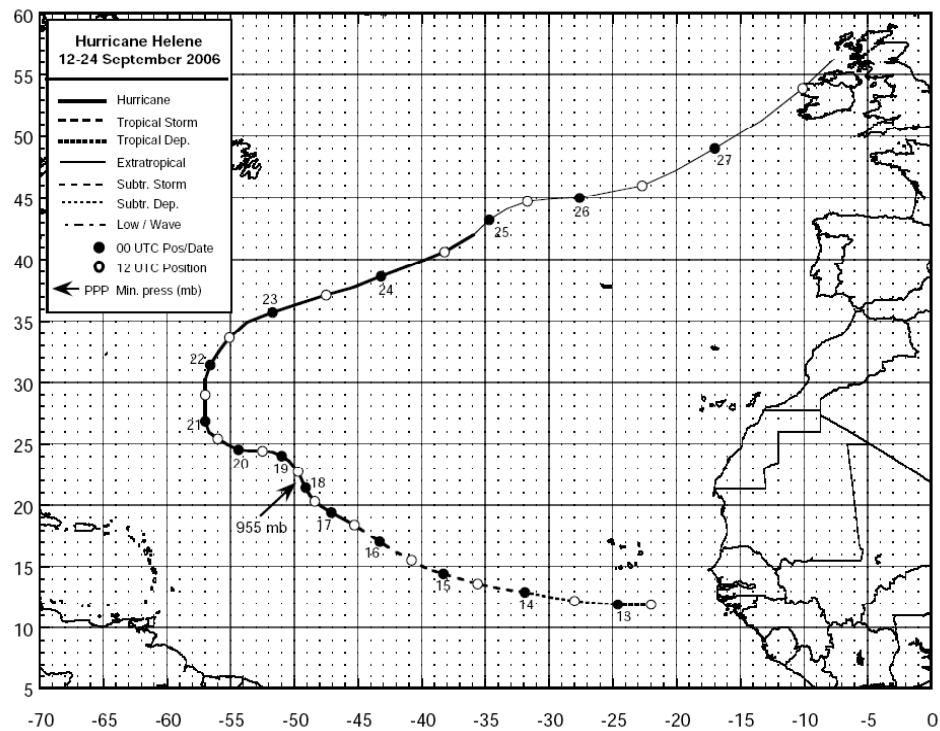 Hurricane Helene
12-24 September 2006
Hurricane
Tropical Storm
Tropical Dep.
Extratropical
Subtr. Storm
Subtr. Dep.
Low / Wave
00 UTC Pos/Date
12 UTC Position
PPP Min. press (mb)
60
55
50
45
40
35
30
25
20
15
10
5
27
26
25
24
23
22
21
20
19
18
955 mb
17
16
15
14
13
-70 -65 -60 -55 -50 -45 -40 -35 -30 -25 -20 -15 -10 -5 0